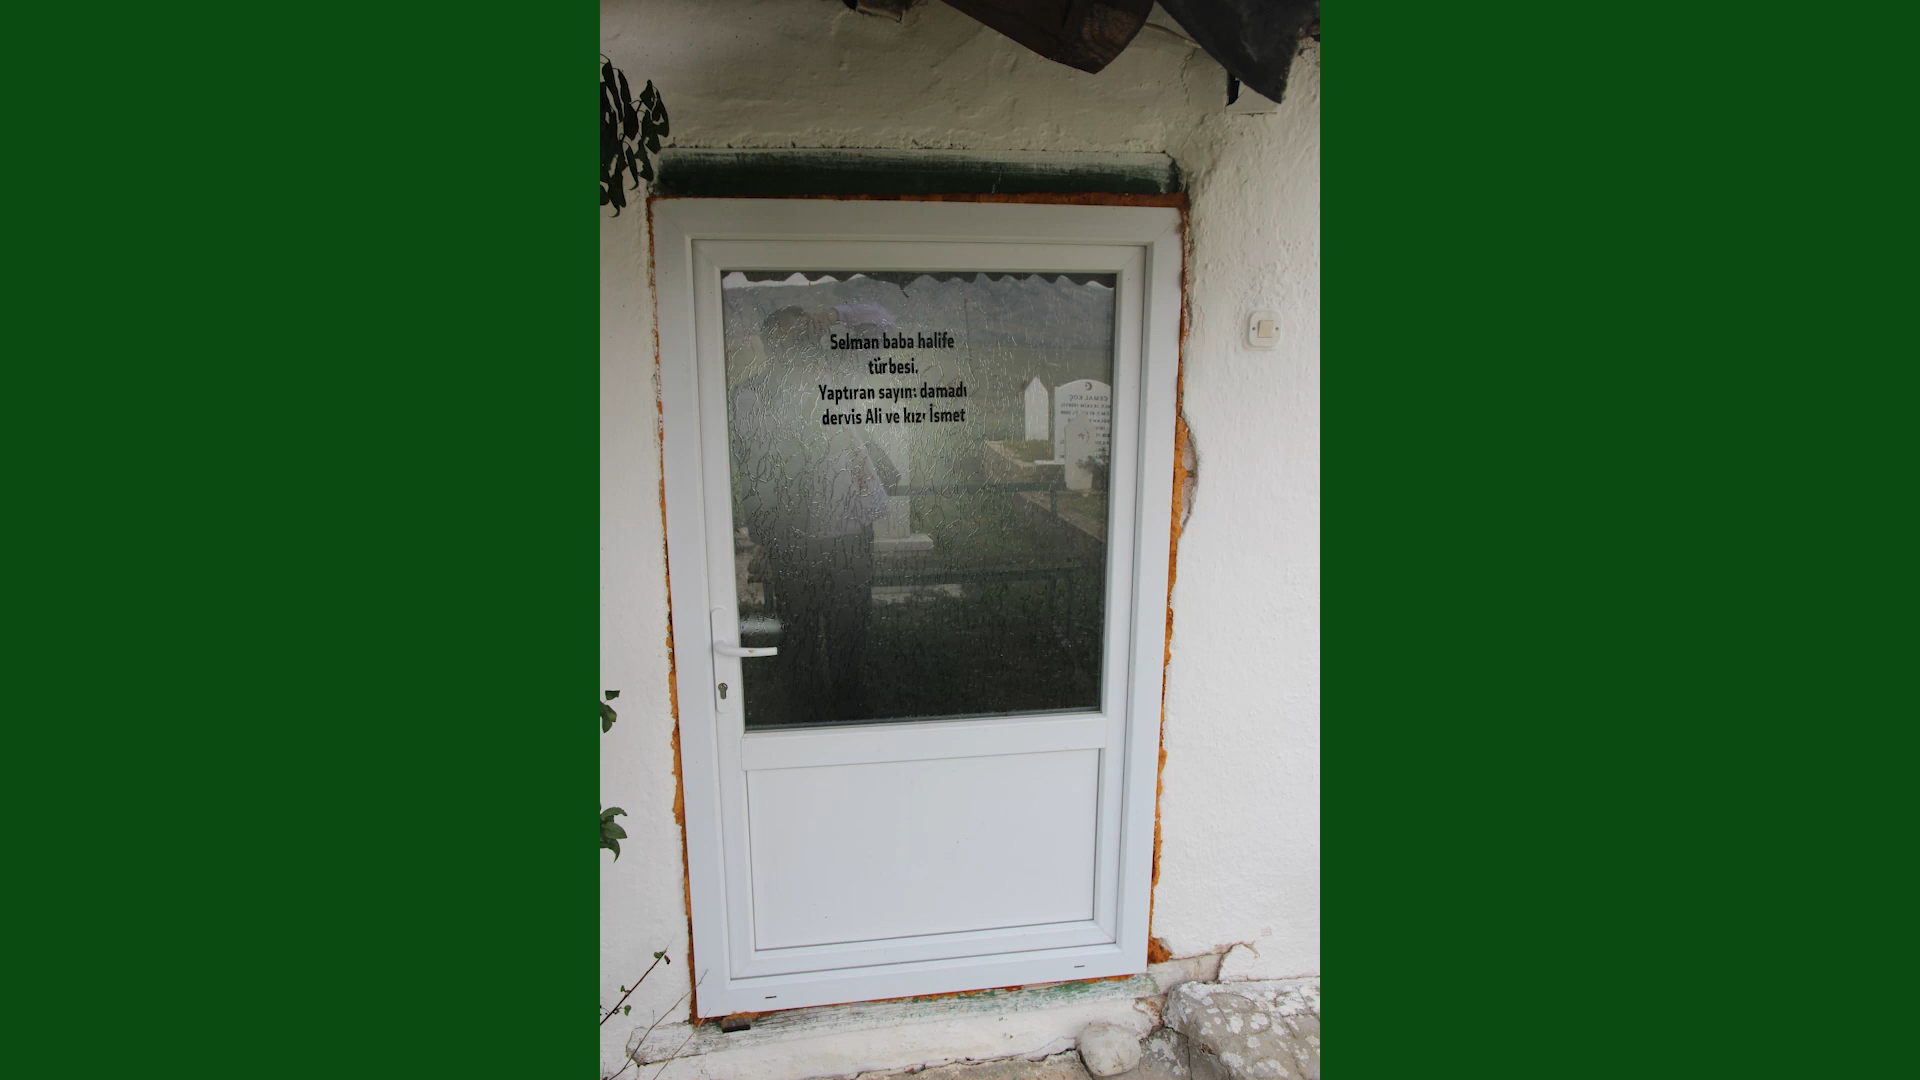 Selman baba halife
türbesi.
Yaptıran sayın: damadı
dervis Ali ve kızı İsmet